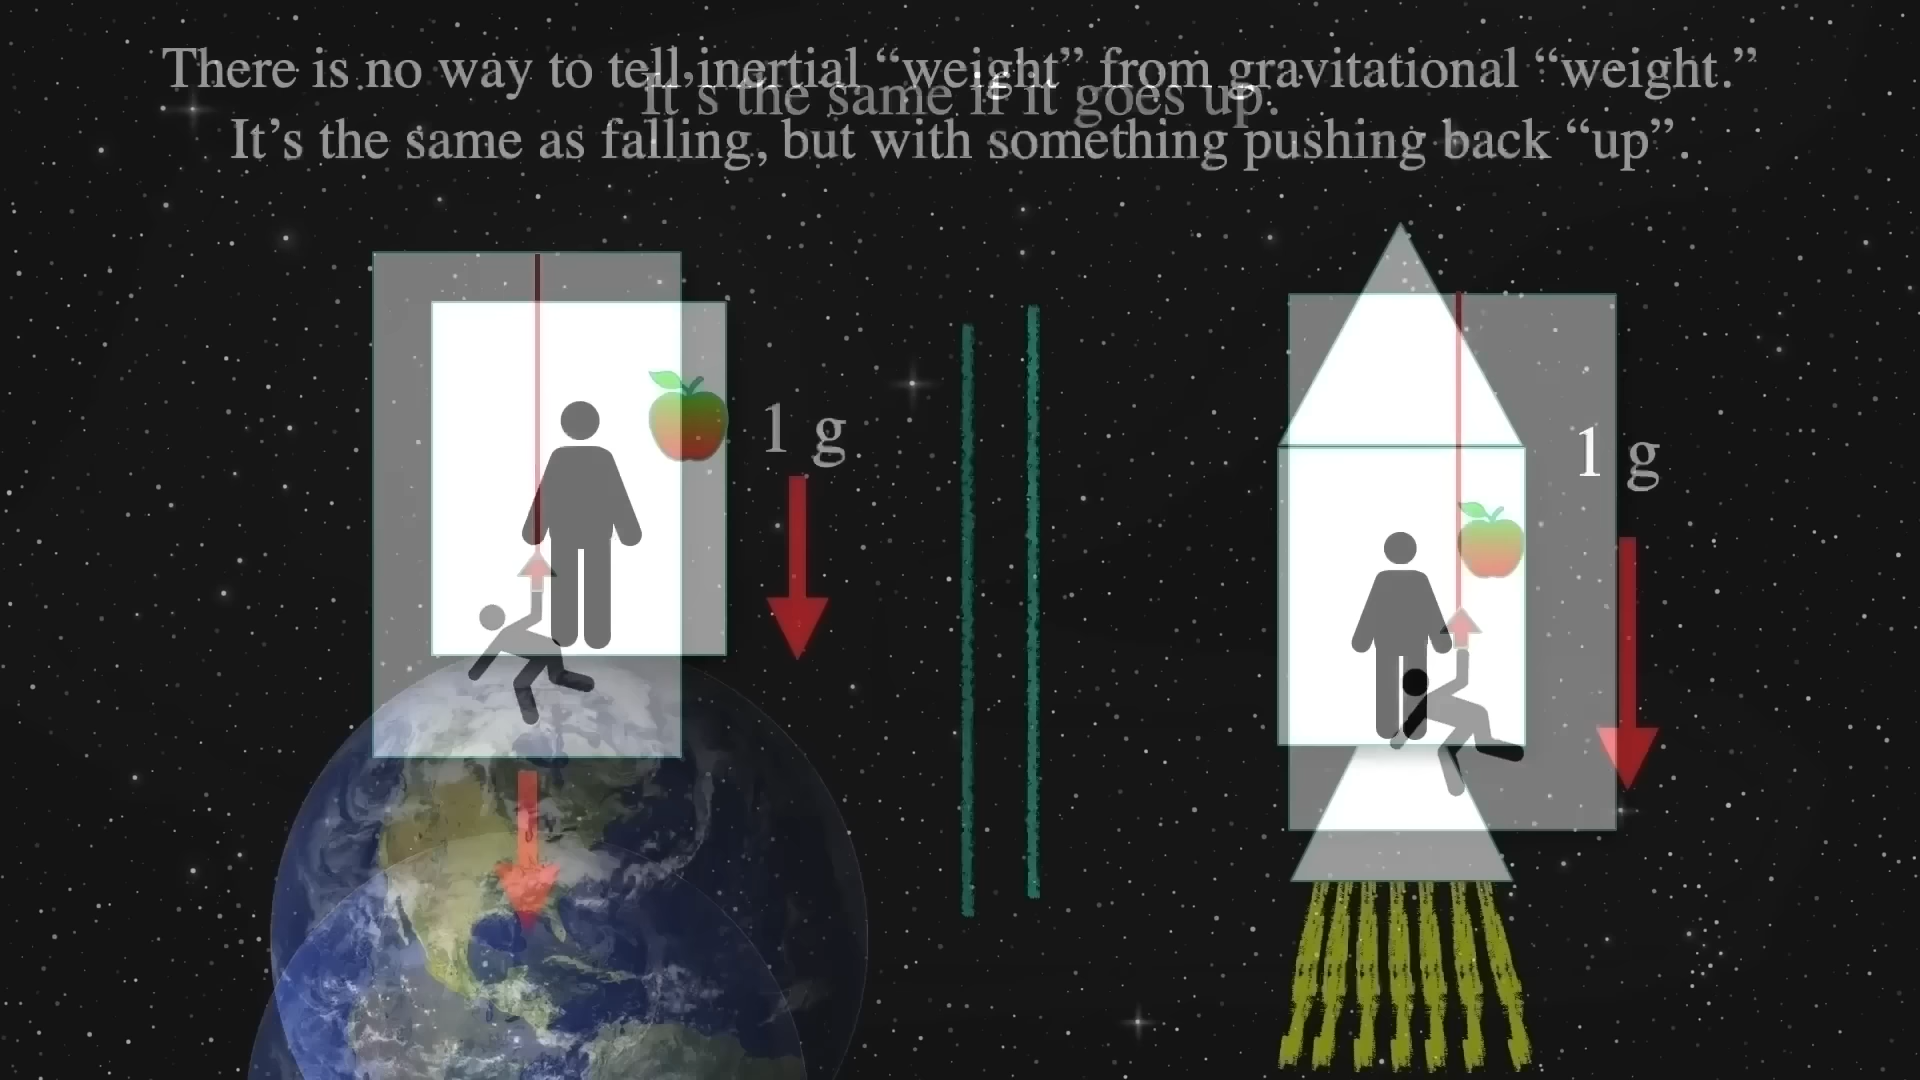 There is no way to tell inertial “weight” from gravitational “weight.”
It’s the same if it goes up.
It’s the same as falling, but with something pushing back “up”.
1 g
1 g